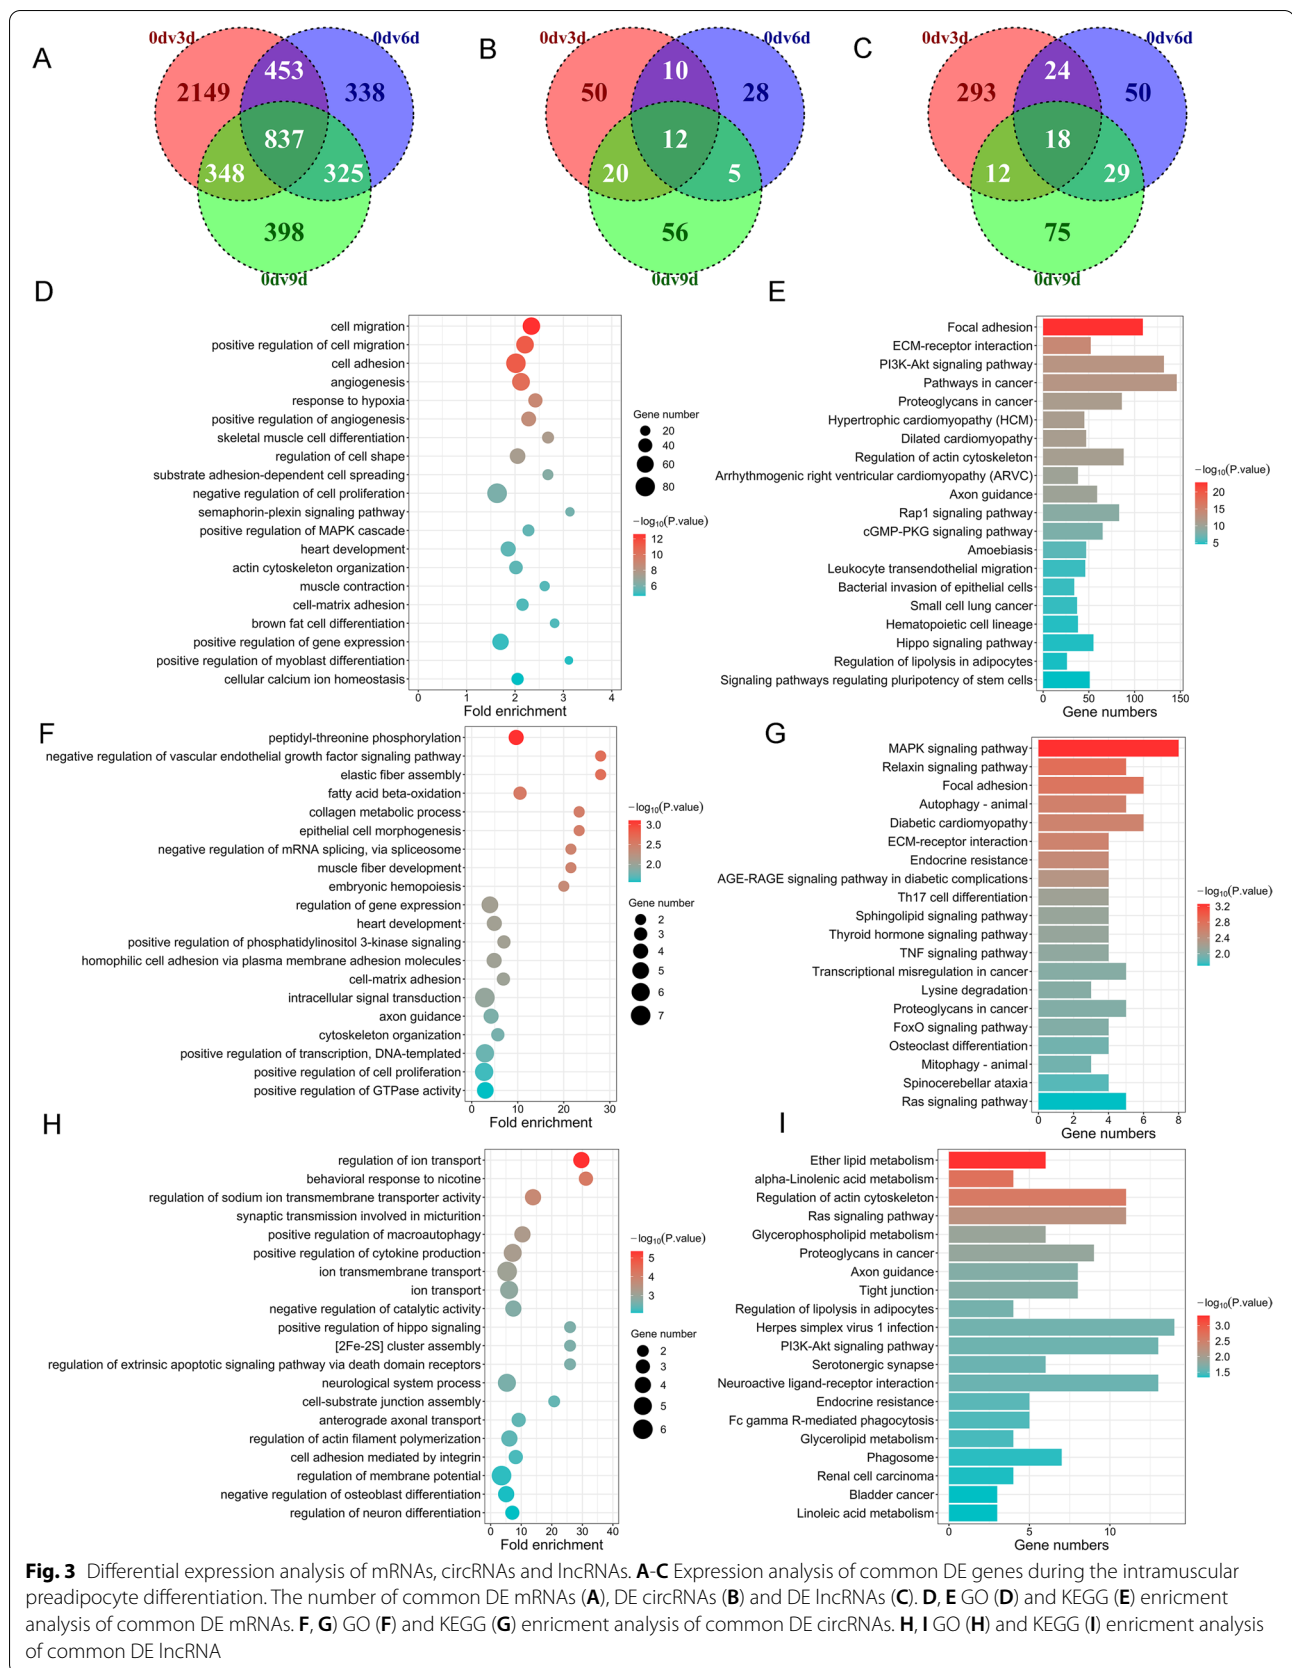 A
0dv3d
0dv6d
2149
453
338
837
348
325
398
0dv9d
B
0dv3d
0dv6d
50
10
28
12
20
5
56
0dv9d
C
0dv3d
0dv6d
293
24
50
18
12
29
75
0dv9d
D
cell migration
positive regulation of cell migration
cell adhesion
angiogenesis
response to hypoxia
positive regulation of angiogenesis
skeletal muscle cell differentiation
regulation of cell shape
substrate adhesion-dependent cell spreading
negative regulation of cell proliferation
semaphorin-plexin signaling pathway
positive regulation of MAPK cascade
heart development
actin cytoskeleton organization
muscle contraction
cell-matrix adhesion
brown fat cell differentiation
positive regulation of gene expression
positive regulation of myoblast differentiation
cellular calcium ion homeostasis
0 1 2 3 4
Fold enrichment
Gene number
20
40
60
80
−log10(P.value)
12
10
8
6
E
Focal adhesion
ECM-receptor interaction
PI3K-Akt signaling pathway
Pathways in cancer
Proteoglycans in cancer
Hypertrophic cardiomyopathy (HCM)
Dilated cardiomyopathy
Regulation of actin cytoskeleton
Arrhythmogenic right ventricular cardiomyopathy (ARVC)
Axon guidance
Rap1 signaling pathway
cGMP-PKG signaling pathway
Amoebiasis
Leukocyte transendothelial migration
Bacterial invasion of epithelial cells
Small cell lung cancer
Hematopoietic cell lineage
Hippo signaling pathway
Regulation of lipolysis in adipocytes
Signaling pathways regulating pluripotency of stem cells
0 50 100 150
Gene numbers
−log10(P.value)
20
15
10
5
F
peptidyl-threonine phosphorylation
negative regulation of vascular endothelial growth factor signaling pathway
elastic fiber assembly
fatty acid beta-oxidation
collagen metabolic process
epithelial cell morphogenesis
negative regulation of mRNA splicing, via spliceosome
muscle fiber development
embryonic hemopoiesis
regulation of gene expression
heart development
positive regulation of phosphatidylinositol 3-kinase signaling
homophilic cell adhesion via plasma membrane adhesion molecules
cell-matrix adhesion
intracellular signal transduction
axon guidance
cytoskeleton organization
positive regulation of transcription, DNA-templated
positive regulation of cell proliferation
positive regulation of GTPase activity
0 10 20 30
Fold enrichment
−log10(P.value)
3.0
2.5
2.0
Gene number
2
3
4
5
6
7
G
MAPK signaling pathway
Relaxin signaling pathway
Focal adhesion
Autophagy - animal
Diabetic cardiomyopathy
ECM-receptor interaction
Endocrine resistance
AGE-RAGE signaling pathway in diabetic complications
Th17 cell differentiation
Sphingolipid signaling pathway
Thyroid hormone signaling pathway
TNF signaling pathway
Transcriptional misregulation in cancer
Lysine degradation
Proteoglycans in cancer
FoxO signaling pathway
Osteoclast differentiation
Mitophagy - animal
Spinocerebellar ataxia
Ras signaling pathway
0 2 4 6 8
Gene numbers
−log10(P.value)
3.2
2.8
2.4
2.0
H
regulation of ion transport
behavioral response to nicotine
regulation of sodium ion transmembrane transporter activity
synaptic transmission involved in micturition
positive regulation of macroautophagy
positive regulation of cytokine production
ion transmembrane transport
ion transport
negative regulation of catalytic activity
positive regulation of hippo signaling
[2Fe-2S] cluster assembly
regulation of extrinsic apoptotic signaling pathway via death domain receptors
neurological system process
cell-substrate junction assembly
anterograde axonal transport
regulation of actin filament polymerization
cell adhesion mediated by integrin
regulation of membrane potential
negative regulation of osteoblast differentiation
regulation of neuron differentiation
0 10 20 30 40
Fold enrichment
−log10(P.value)
5
4
3
Gene number
2
3
4
5
6
I
Ether lipid metabolism
alpha-Linolenic acid metabolism
Regulation of actin cytoskeleton
Ras signaling pathway
Glycerophospholipid metabolism
Proteoglycans in cancer
Axon guidance
Tight junction
Regulation of lipolysis in adipocytes
Herpes simplex virus 1 infection
PI3K-Akt signaling pathway
Serotonergic synapse
Neuroactive ligand-receptor interaction
Endocrine resistance
Fc gamma R-mediated phagocytosis
Glycerolipid metabolism
Phagosome
Renal cell carcinoma
Bladder cancer
Linoleic acid metabolism
0 5 10
Gene numbers
−log10(P.value)
3.0
2.5
2.0
1.5
Fig. 3 Differential expression analysis of mRNAs, circRNAs and lncRNAs. A-C Expression analysis of common DE genes during the intramuscular
preadipocyte differentiation. The number of common DE mRNAs (A), DE circRNAs (B) and DE lncRNAs (C). D, E GO (D) and KEGG (E) enricment
analysis of common DE mRNAs. F, G) GO (F) and KEGG (G) enricment analysis of common DE circRNAs. H, I GO (H) and KEGG (I) enricment analysis
of common DE lncRNA